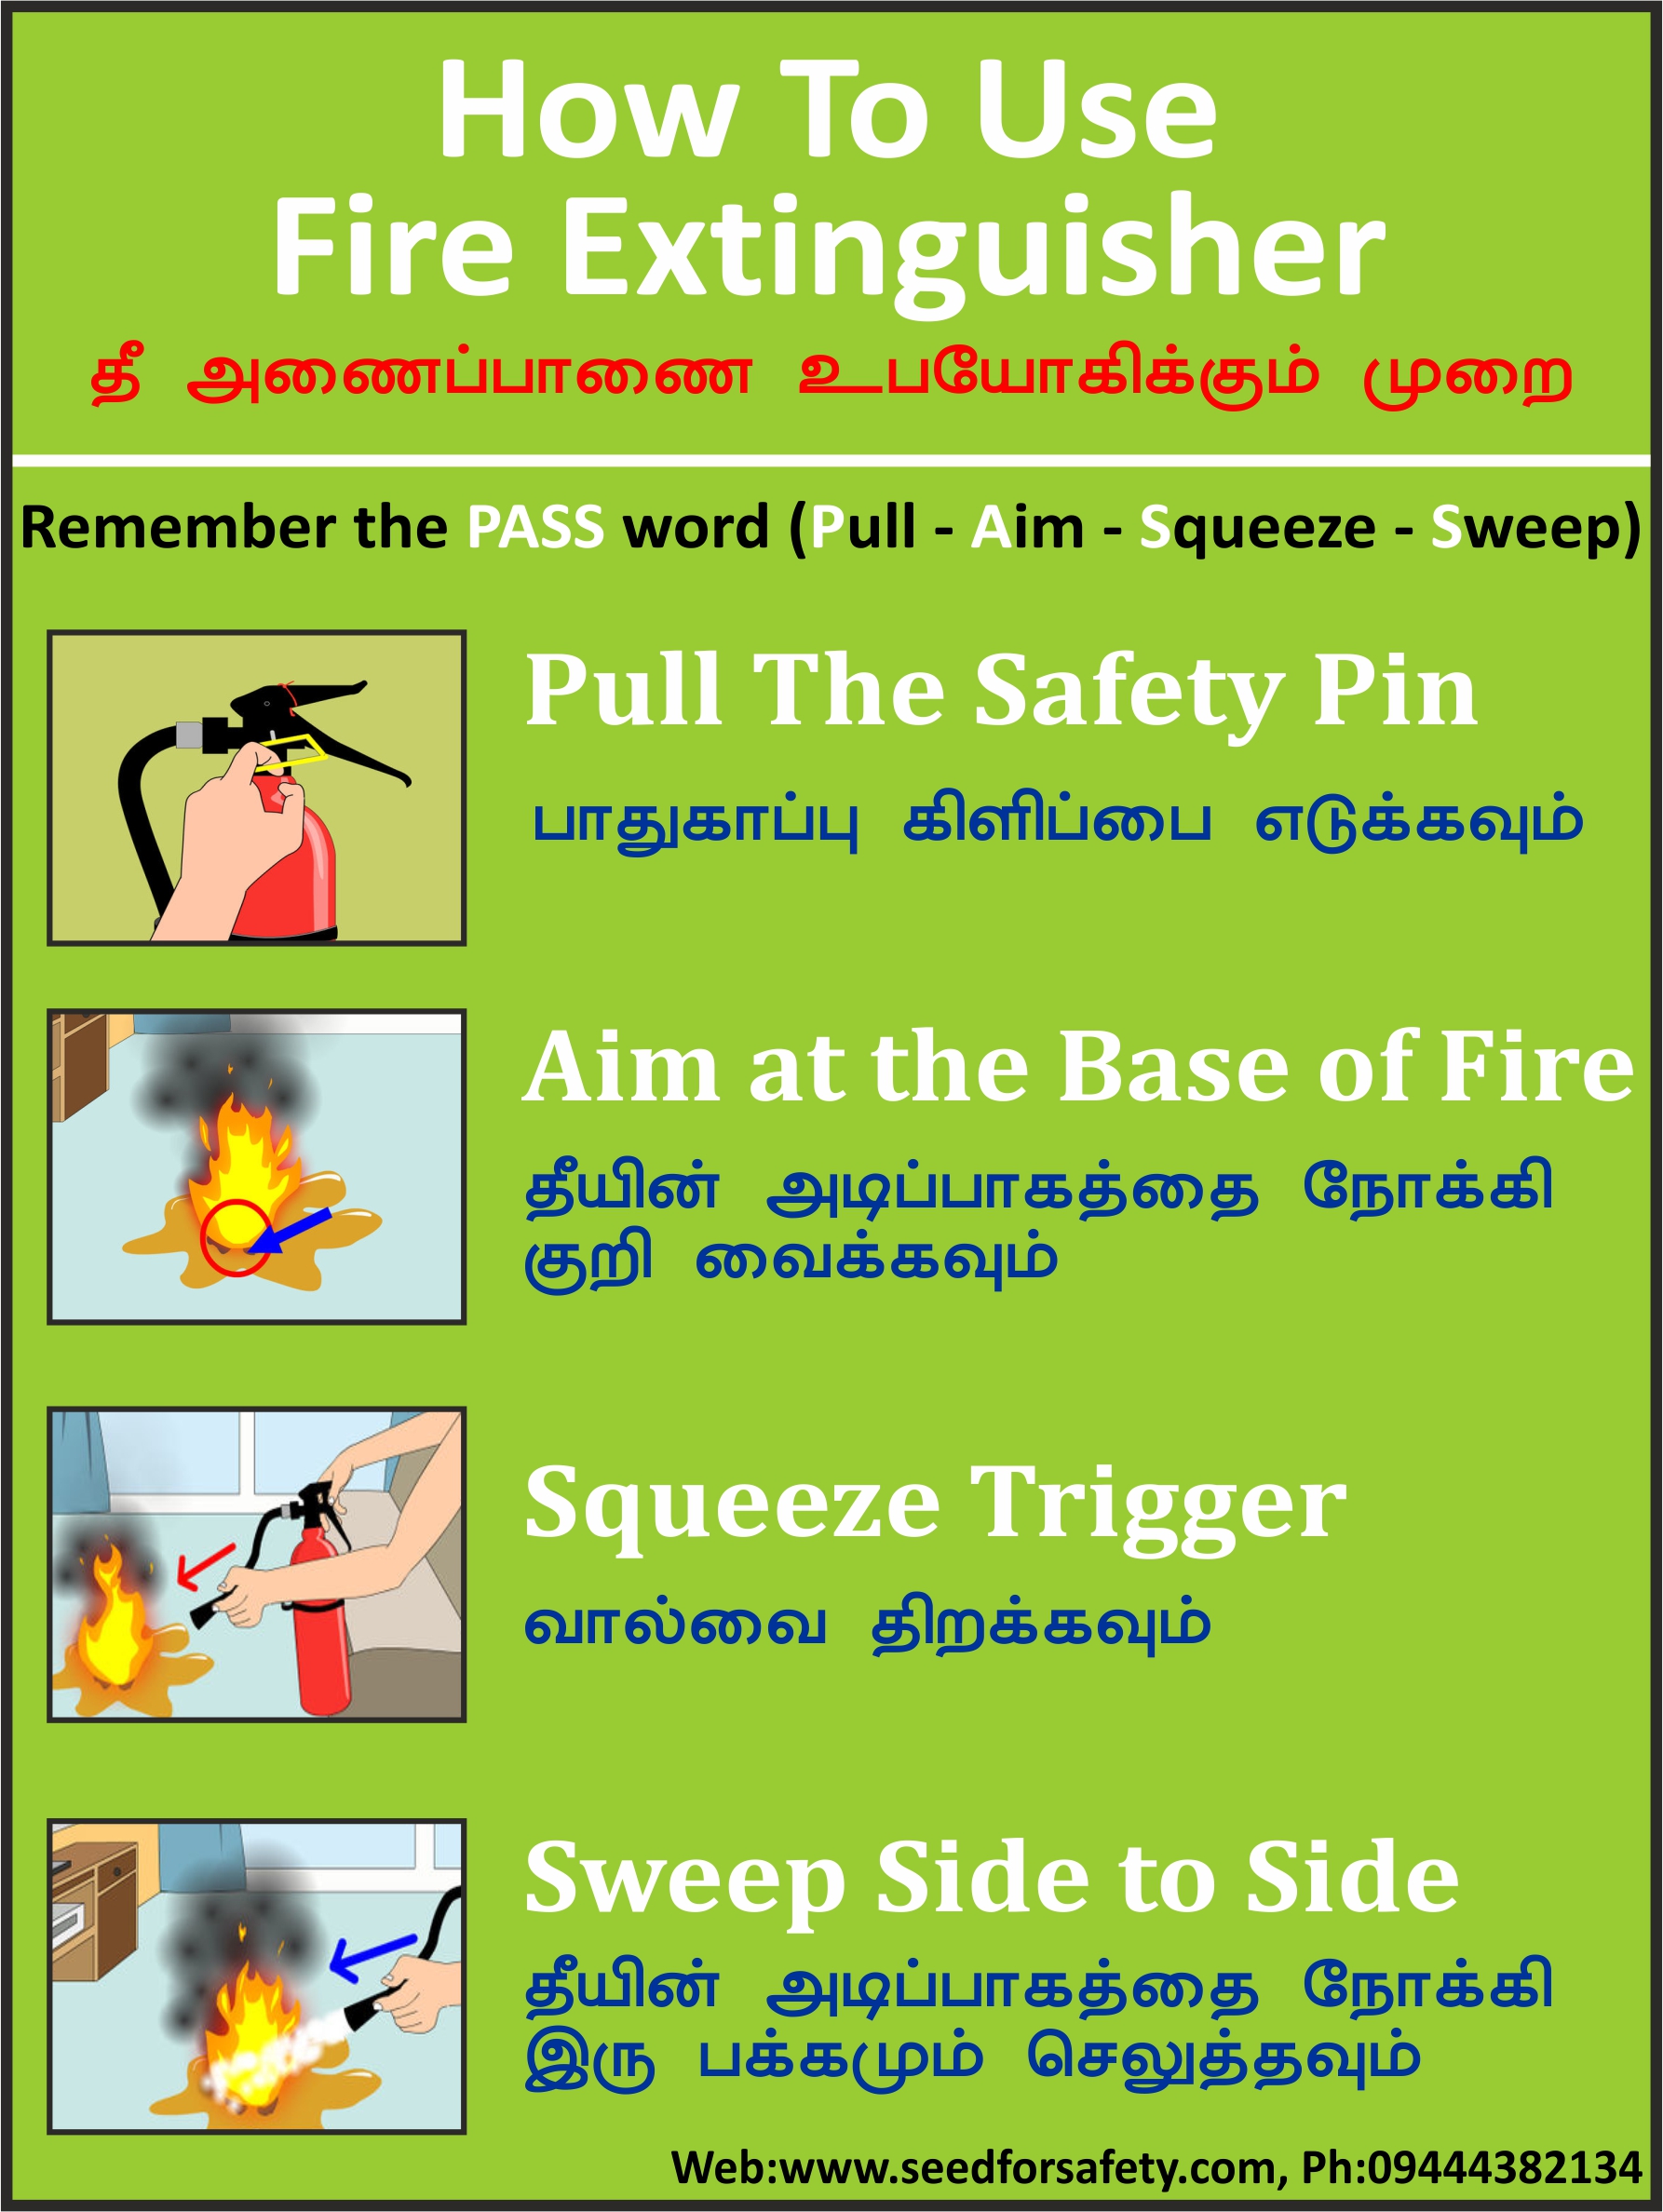 How To Use
Fire Extinguisher
தீ அணைப்பாணை உபயோகிக்கும் முறை
Remember the PASS word (Pull - Aim - Squeeze - Sweep)
Pull The Safety Pin
பாதுகாப்பு கிளிப்பை எடுக்கவும்
Aim at the Base of Fire
தீயின் அடிப்பாகத்தை நோக்கி
குறி வைக்கவும்
Squeeze Trigger
வால்வை திறக்கவும்
Sweep Side to Side
தீயின் அடிப்பாகத்தை நோக்கி
இரு பக்கமும் செலுத்தவும்
Web:www.seedforsafety.com, Ph:09444382134